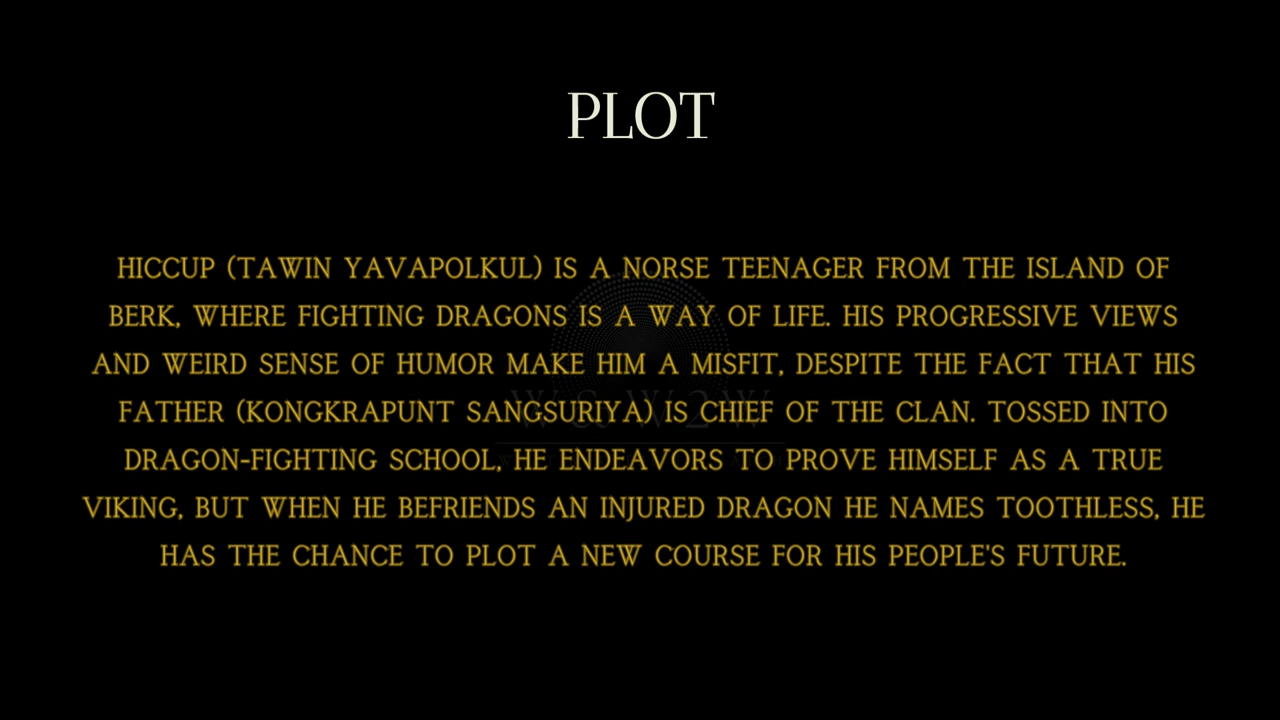 PLOT
HICCUP (TAWIN YAVAPOLKUL) IS A NORSE TEENAGER FROM THE ISLAND OF
BERK, WHERE FIGHTING DRAGONS IS A WAY OF LIFE. HIS PROGRESSIVE VIEWS
AND WEIRD SENSE OF HUMOR MAKE HIM A MISFIT, DESPITE THE FACT THAT HIS
FATHER (KONGKRAPUNT SANGSURIYA) IS CHIEF OF THE CLAN. TOSSED INTO
W & W2W
DRAGON-FIGHTING SCHOOL, HE ENDEAVORS TO PROVE HIMSELF AS A TRUE
VIKING, BUT WHEN HE BEFRIENDS AN INJURED DRAGON HE NAMES TOOTHLESS, HE
HAS THE CHANCE TO PLOT A NEW COURSE FOR HIS PEOPLE'S FUTURE.